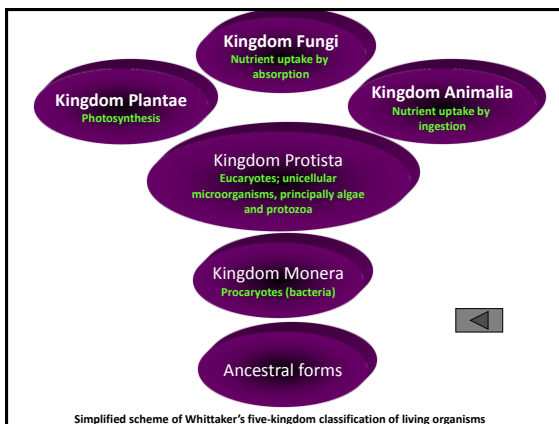 Kingdom Fungi
Nutrient uptake by
absorption
Kingdom Plantae
Photosynthesis
Kingdom Animalia
Nutrient uptake by
ingestion
Kingdom Protista
Eucaryotes; unicellular
microorganisms, principally algae
and protozoa
Kingdom Monera
Procaryotes (bacteria)
Ancestral forms
Simplified scheme of Whittaker's five-kingdom classification of living organisms